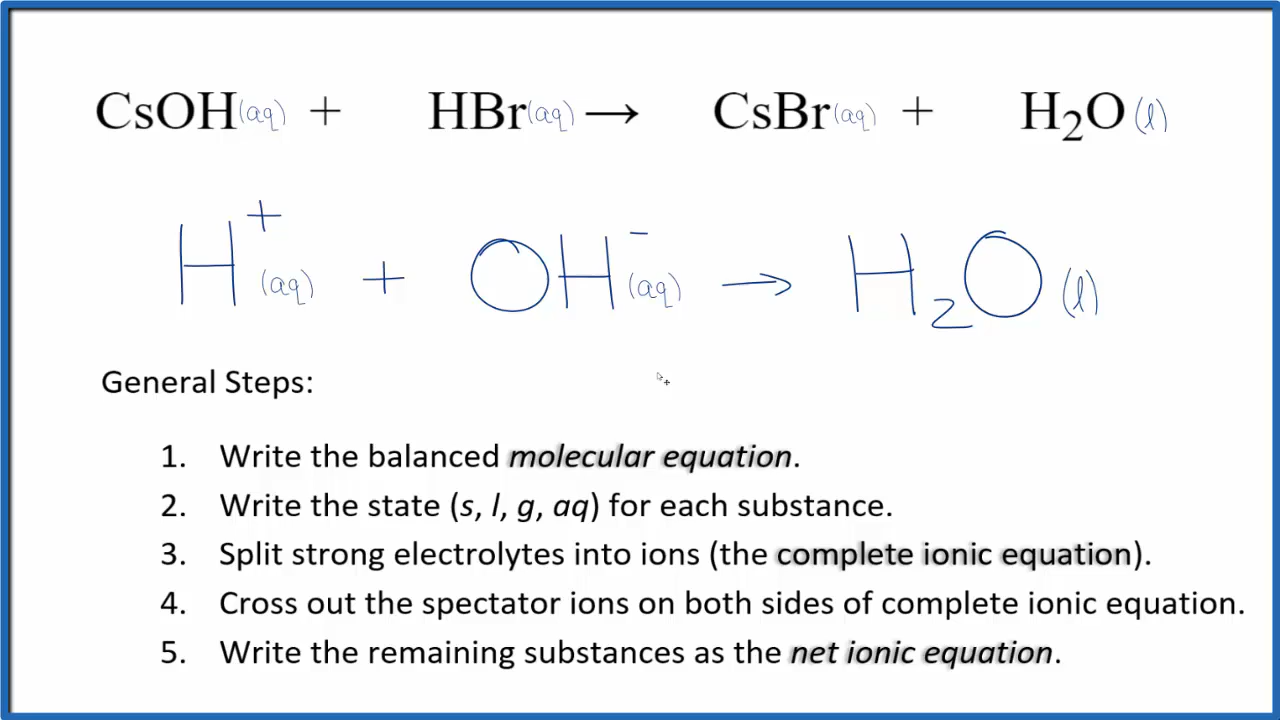 CsOH(aq) + HBr(aq) → CsBr(aq) + H₂O(l)
H⁺(aq) + OH⁻(aq) → H₂O(l)
General Steps:
1. Write the balanced molecular equation.
2. Write the state (s, l, g, aq) for each substance.
3. Split strong electrolytes into ions (the complete ionic equation).
4. Cross out the spectator ions on both sides of complete ionic equation.
5. Write the remaining substances as the net ionic equation.